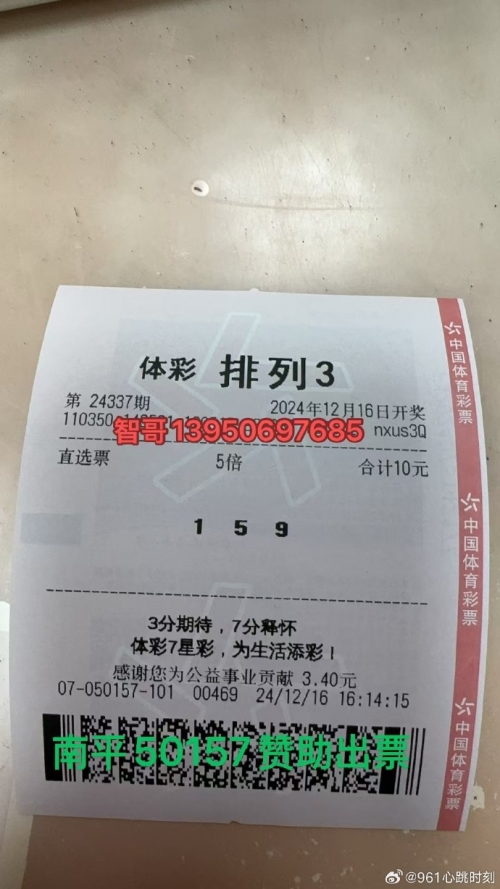 体彩 排列3
第 24337期 2024年12月16日开奖
110350 nxus3Q
智哥13950697685
直选票 5倍 合计10元
1 5 9
3分期待,7分释怀
体彩7星彩,为生活添彩!
感谢您为公益事业贡献 3.40元
07-050157-101 00469 24/12/16 16:14:15
南平50157赞助出票
中国体育彩票
中国体育彩票
中国体育彩票
@961心跳时刻